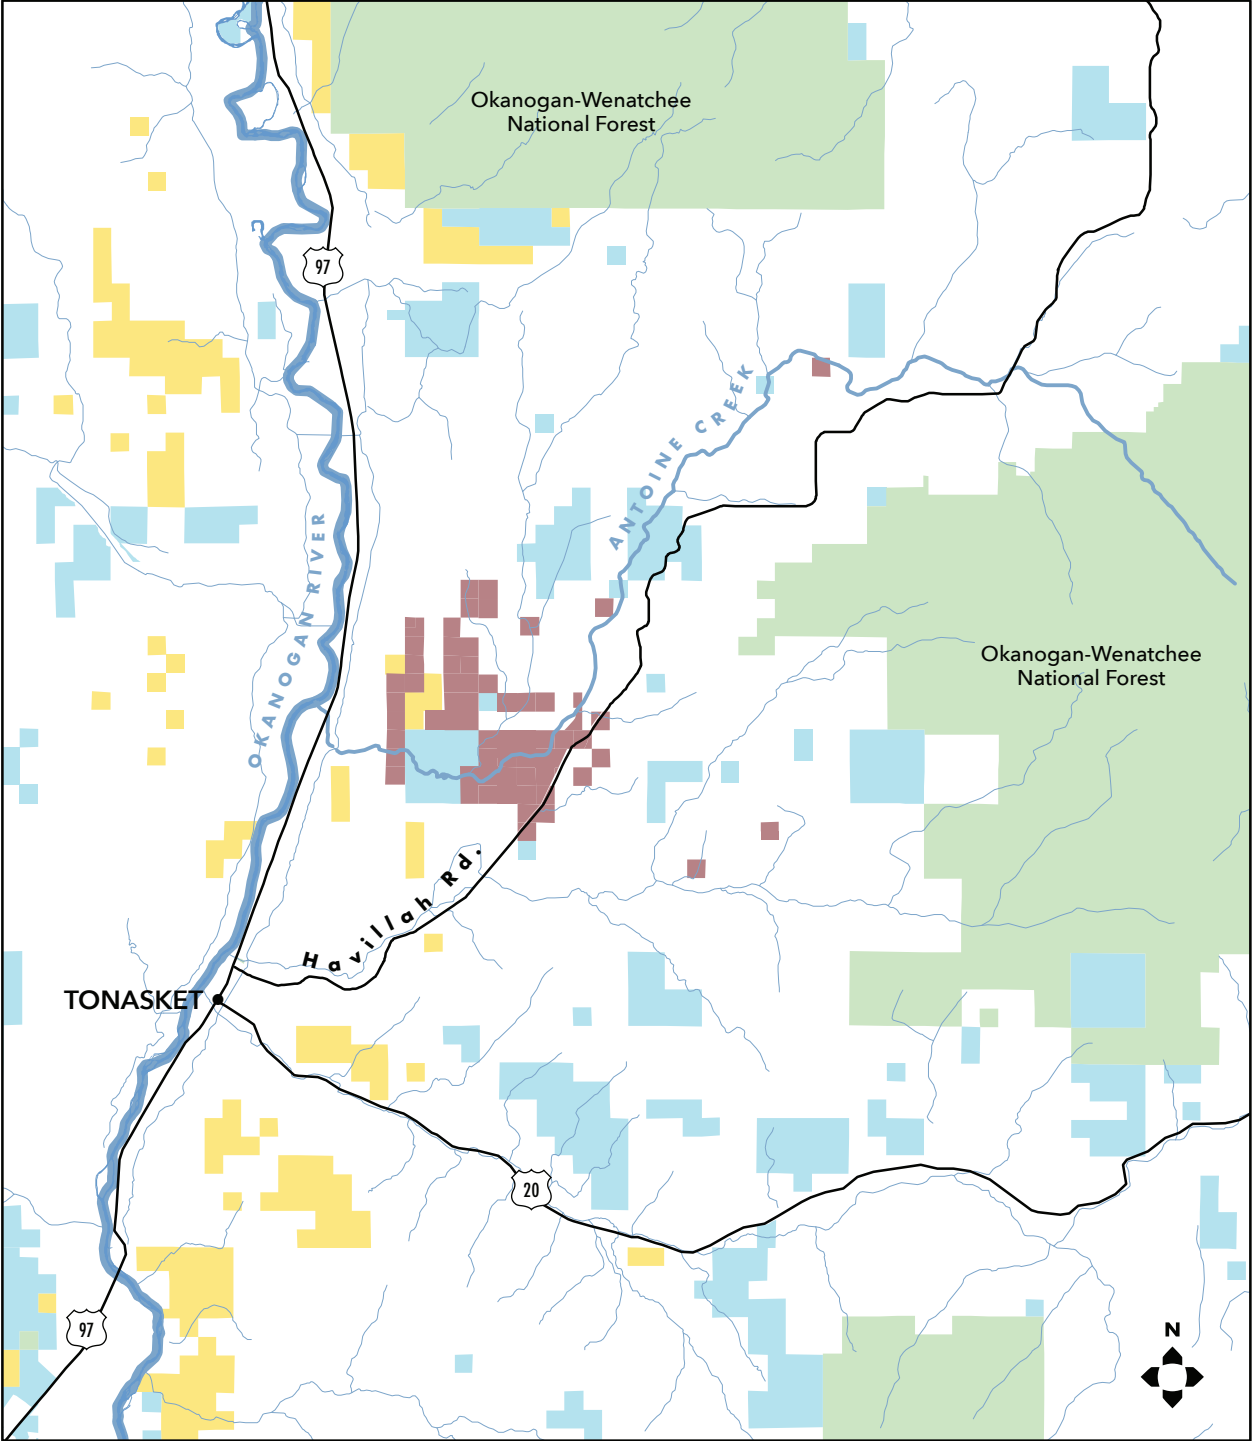 Okanogan-Wenatchee
National Forest
97
ANTOINE CREEK
OKANOGAN RIVER
Okanogan-Wenatchee
National Forest
Havillah Rd.
TONASKET
20
97
N